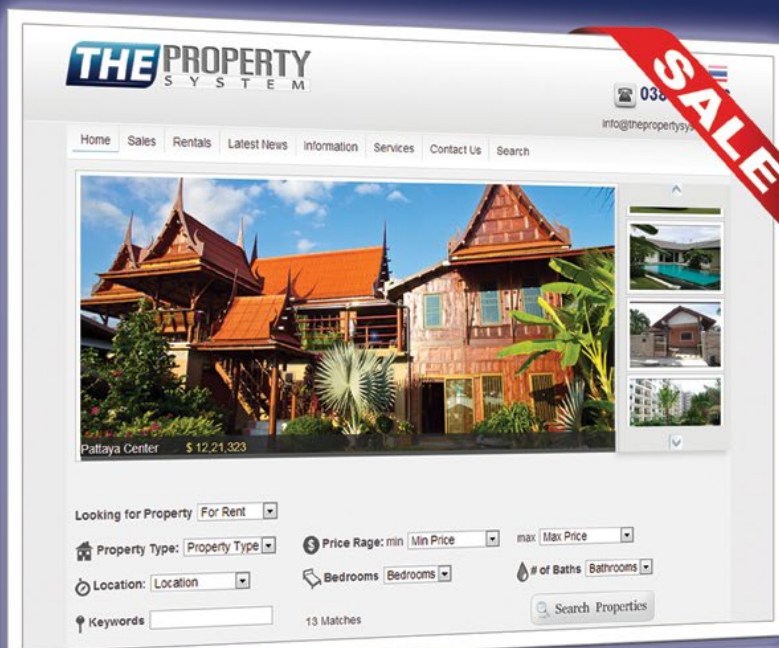 THE PROPERTY
SYSTEM
SALE
Home Sales Rentals Latest News Information Services Contact Us Search
Pattaya Center $ 12,21,323
Looking for Property For Rent
Property Type: Property Type Price Rage: min Min Price max Max Price
Location: Location Bedrooms Bedrooms # of Baths Bathrooms
Keywords 13 Matches Search Properties